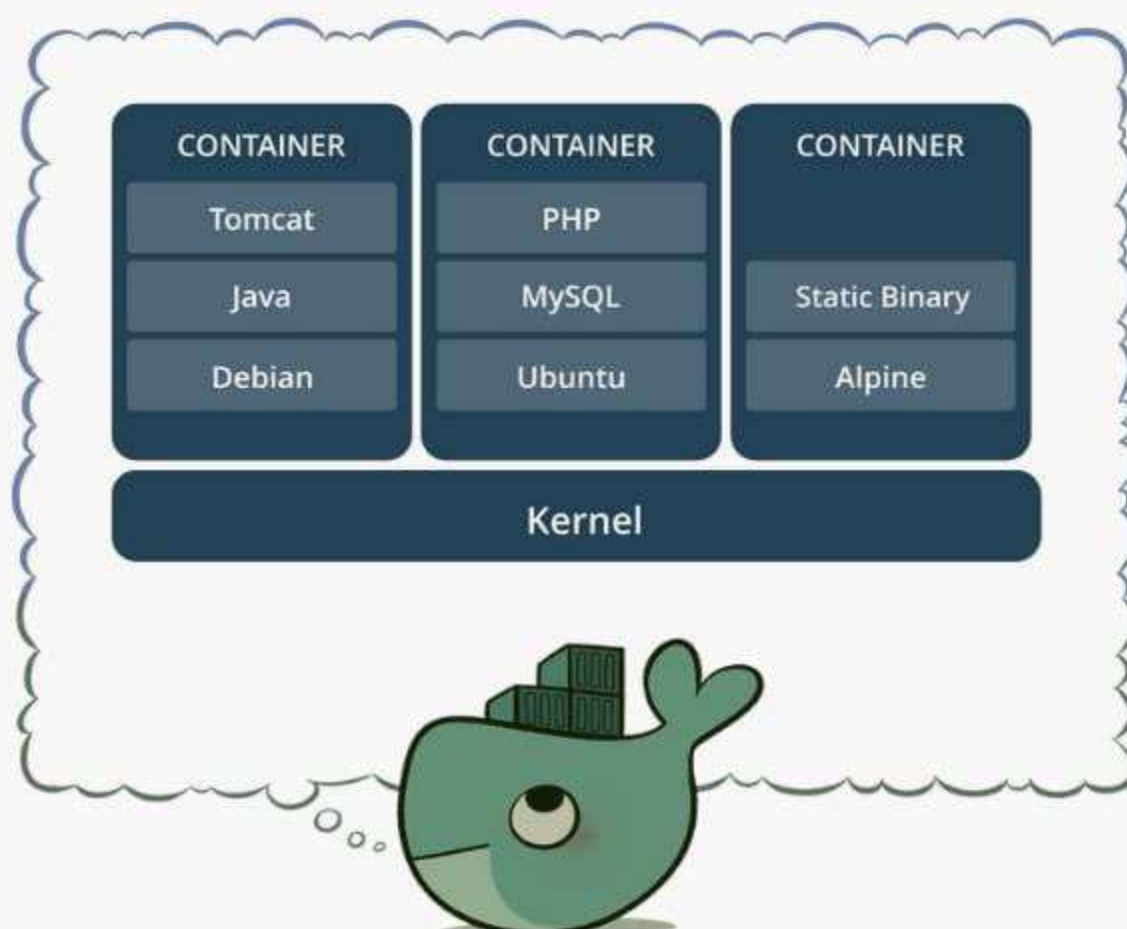 CONTAINER
Tomcat
Java
Debian
CONTAINER
PHP
MySQL
Ubuntu
CONTAINER
Static Binary
Alpine
Kernel